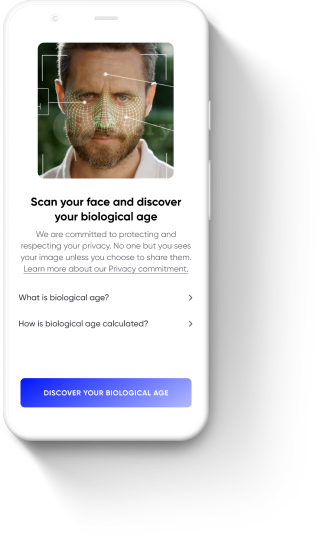 Scan your face and discover
your biological age
We are committed to protecting and
respecting your privacy. No one but you sees
your image unless you choose to share them.
Learn more about our Privacy commitment.
What is biological age?
How is biological age calculated?
DISCOVER YOUR BIOLOGICAL AGE